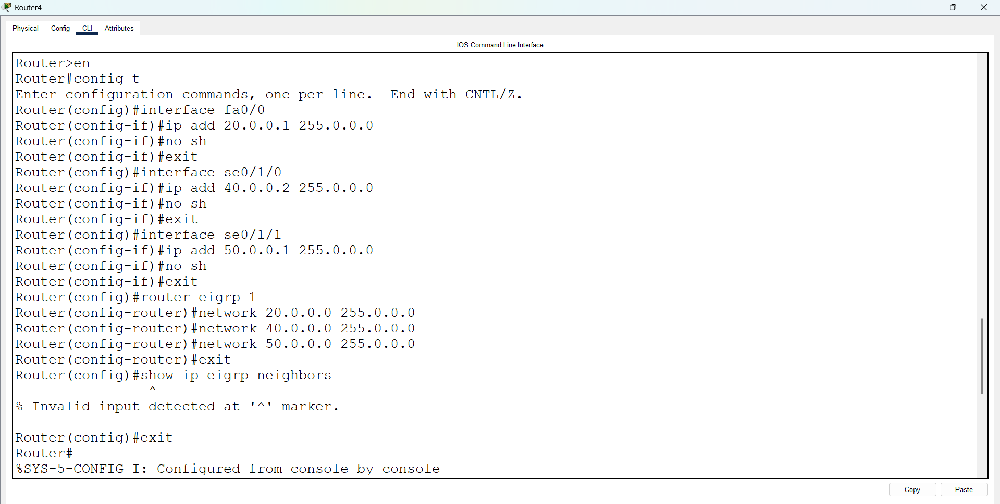 Router4
Physical Config CLI Attributes
IOS Command Line Interface
Router>en
Router#config t
Enter configuration commands, one per line.  End with CNTL/Z.
Router(config)#interface fa0/0
Router(config-if)#ip add 20.0.0.1 255.0.0.0
Router(config-if)#no sh
Router(config-if)#exit
Router(config)#interface se0/1/0
Router(config-if)#ip add 40.0.0.2 255.0.0.0
Router(config-if)#no sh
Router(config-if)#exit
Router(config)#interface se0/1/1
Router(config-if)#ip add 50.0.0.1 255.0.0.0
Router(config-if)#no sh
Router(config-if)#exit
Router(config)#router eigrp 1
Router(config-router)#network 20.0.0.0 255.0.0.0
Router(config-router)#network 40.0.0.0 255.0.0.0
Router(config-router)#network 50.0.0.0 255.0.0.0
Router(config-router)#exit
Router(config)#show ip eigrp neighbors
^
% Invalid input detected at '^' marker.
Router(config)#exit
Router#
%SYS-5-CONFIG_I: Configured from console by console
Copy Paste